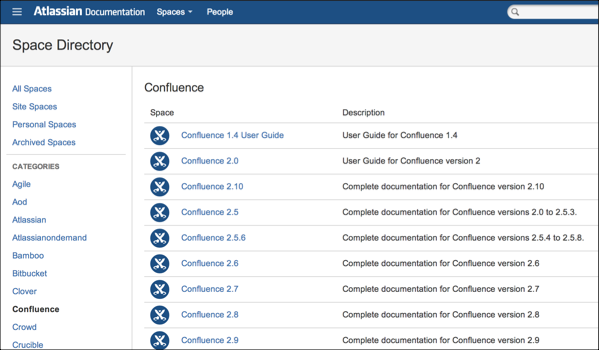 Atlassian Documentation Spaces People
Space Directory
All Spaces
Site Spaces
Personal Spaces
Archived Spaces
CATEGORIES
Agile
Aod
Atlassian
Atlassianondemand
Bamboo
Bitbucket
Clover
Confluence
Crowd
Crucible
Confluence
Space Description
Confluence 1.4 User Guide User Guide for Confluence 1.4
Confluence 2.0 User Guide for Confluence version 2
Confluence 2.10 Complete documentation for Confluence version 2.10
Confluence 2.5 Complete documentation for Confluence versions 2.0 to 2.5.3.
Confluence 2.5.6 Complete documentation for Confluence versions 2.5.4 to 2.5.8.
Confluence 2.6 Complete documentation for Confluence version 2.6
Confluence 2.7 Complete documentation for Confluence version 2.7
Confluence 2.8 Complete documentation for Confluence version 2.8
Confluence 2.9 Complete documentation for Confluence version 2.9